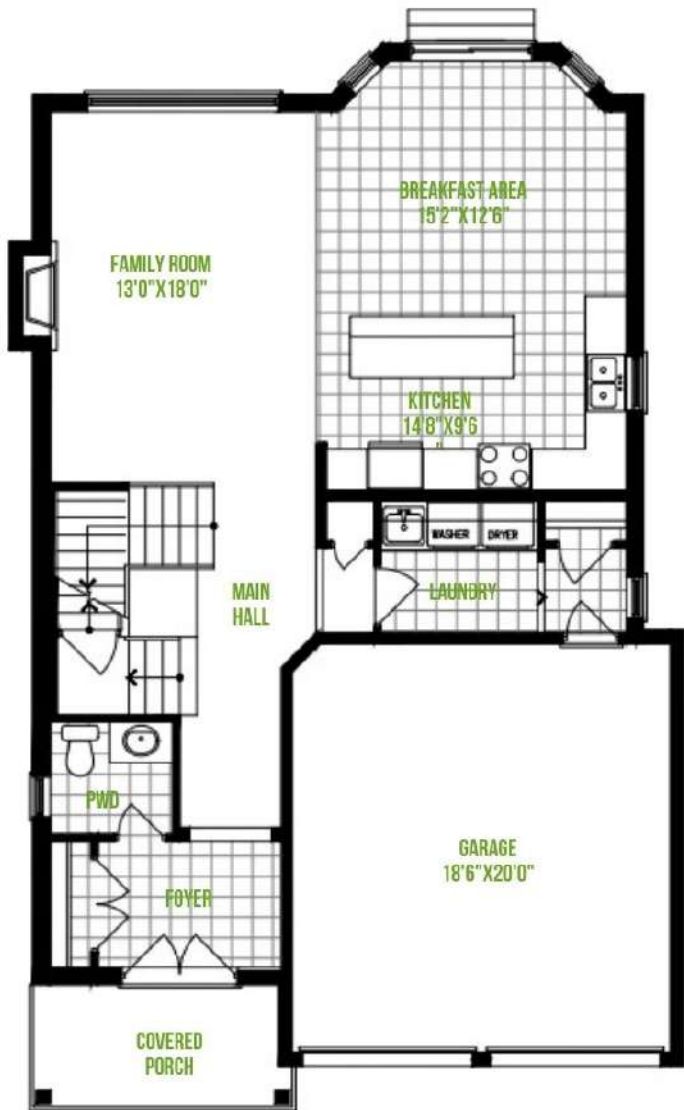 BREAKFAST AREA
15'2"X12'6"
FAMILY ROOM
13'0"X18'0"
KITCHEN
14'8"X9'6
"
WASHER
DRYER
LAUNDRY
MAIN
HALL
PWD
FOYER
GARAGE
18'6"X20'0"
COVERED
PORCH